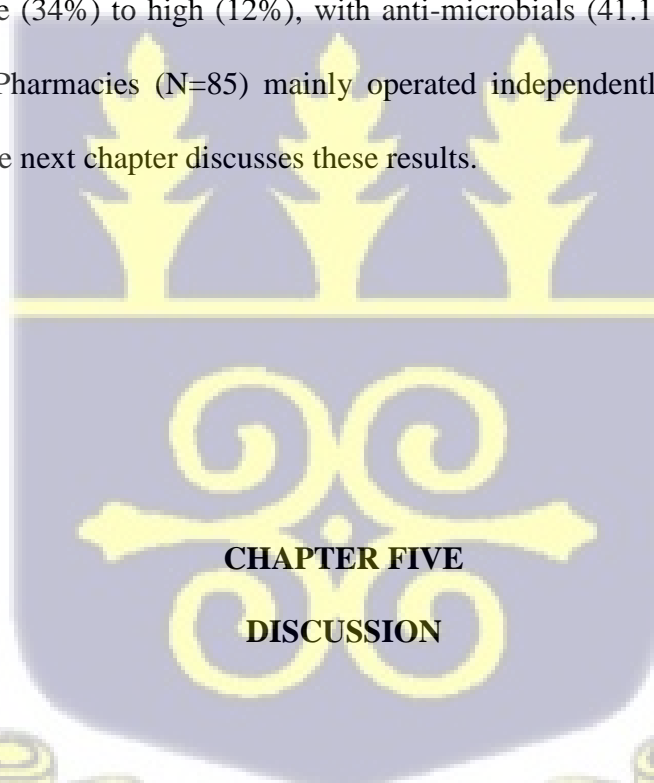 (34%) to high (12%), with anti-microbials (41.1
Pharmacies (N=85) mainly operated independentl
next chapter discusses these results.
CHAPTER FIVE
DISCUSSION